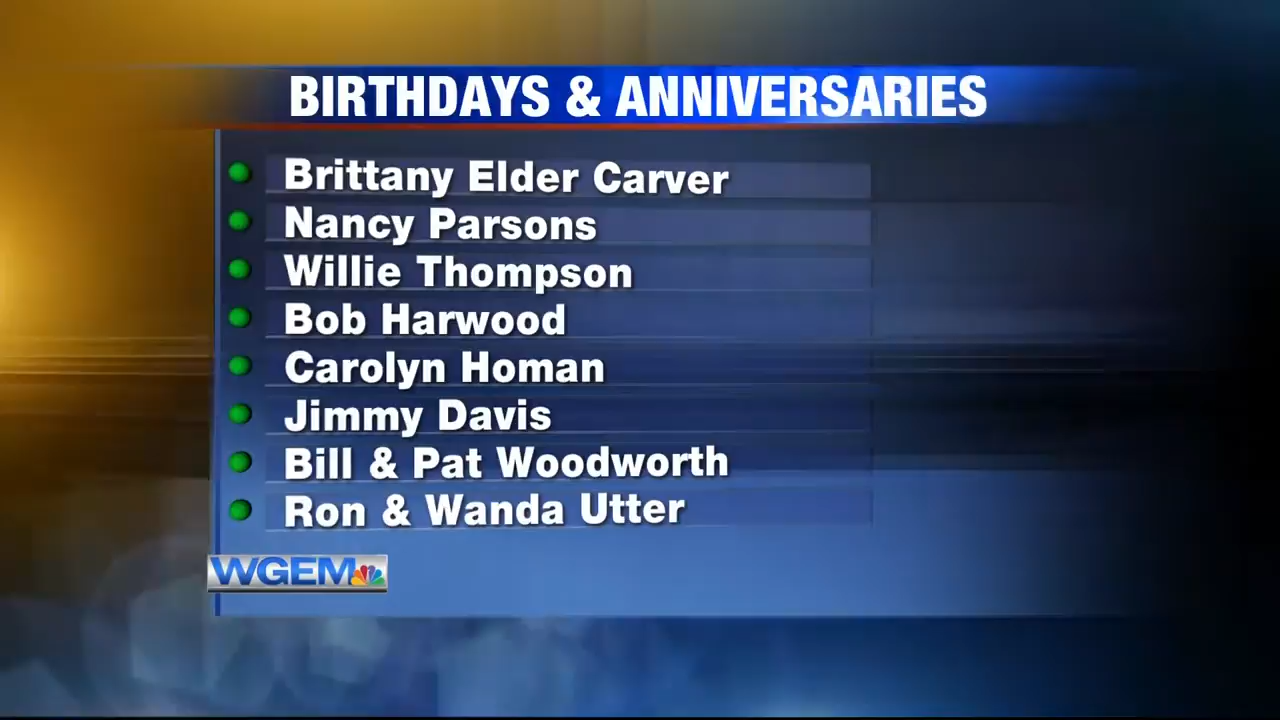 BIRTHDAYS & ANNIVERSARIES
Brittany Elder Carver
Nancy Parsons
Willie Thompson
Bob Harwood
Carolyn Homan
Jimmy Davis
Bill & Pat Woodworth
Ron & Wanda Utter
WGEM